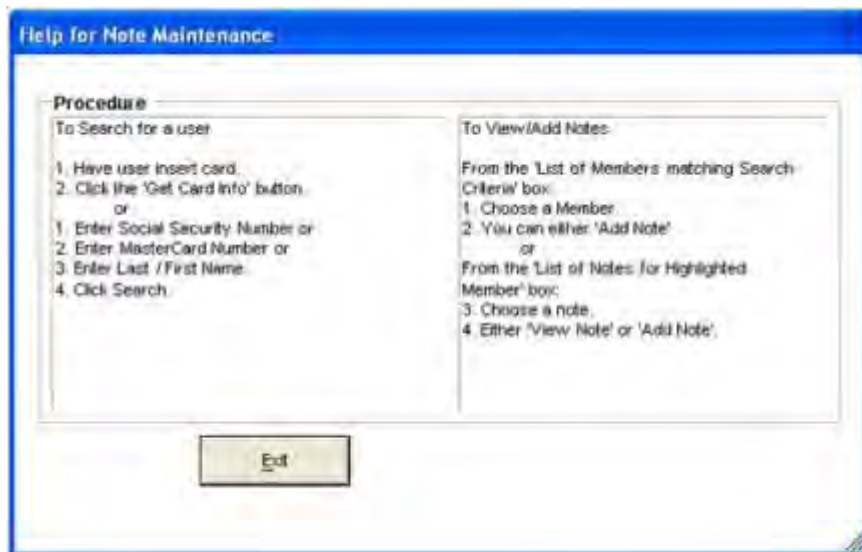 Help for Note Maintenance
Procedure
To Search for a user
1. Have user insert card.
2. Click the 'Get Card Info' button.
or
1. Enter Social Security Number or
2. Enter MasterCard Number or
3. Enter Last / First Name.
4. Click Search.
To View/Add Notes
From the 'List of Members matching Search
Criteria' box:
1. Choose a Member
2. You can either 'Add Note'
or
From the 'List of Notes for Highlighted
Member' box:
3. Choose a note.
4. Either 'View Note' or 'Add Note'.
Exit